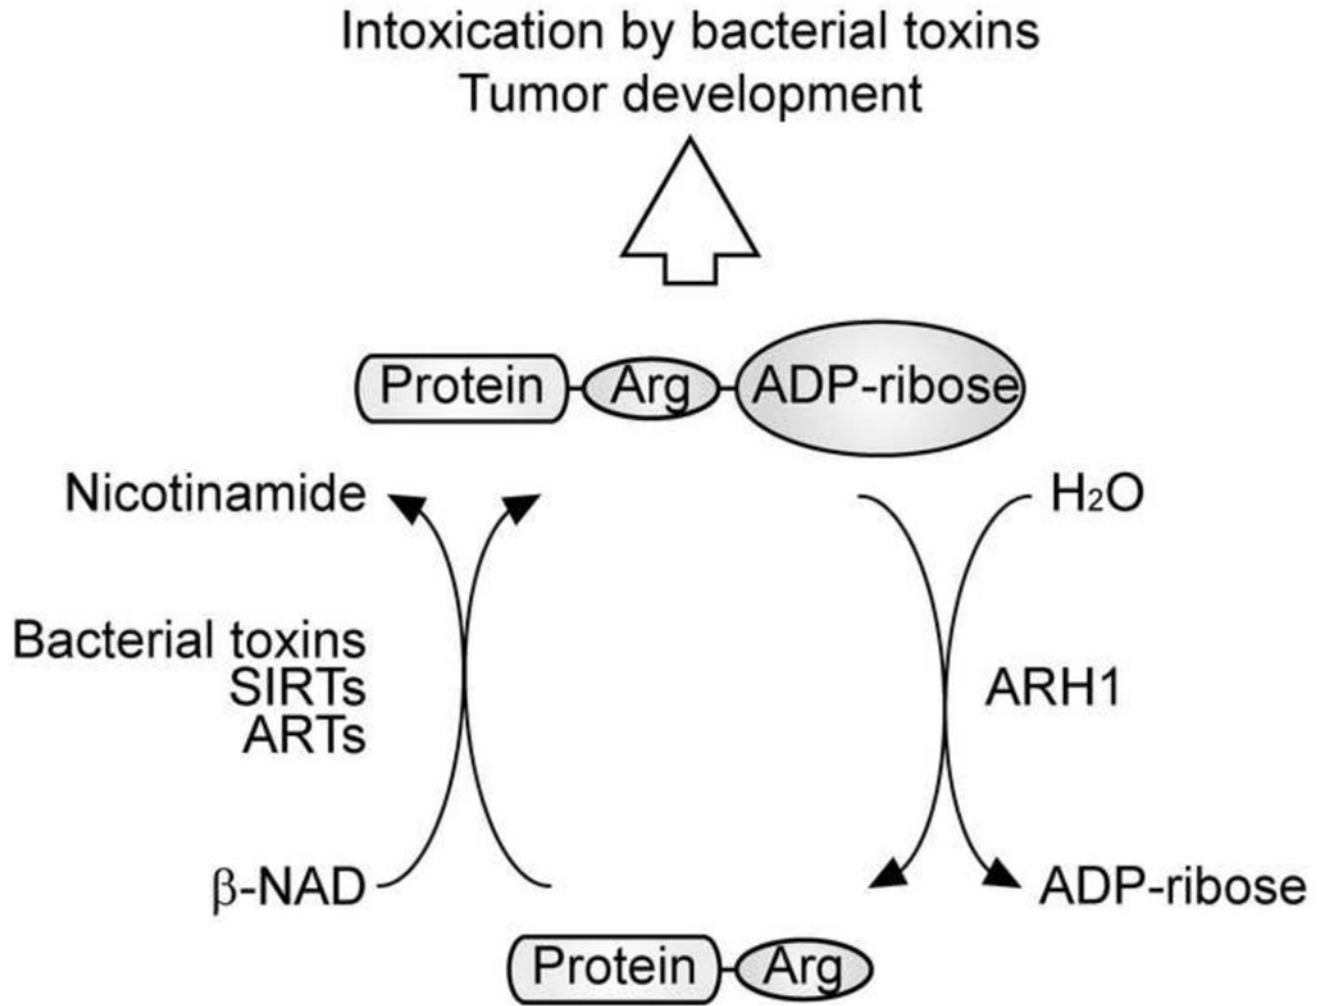 Intoxication by bacterial toxins
Tumor development
Protein Arg ADP-ribose
Nicotinamide
H₂O
Bacterial toxins
SIRTs
ARTs
ARH1
β-NAD
ADP-ribose
Protein Arg